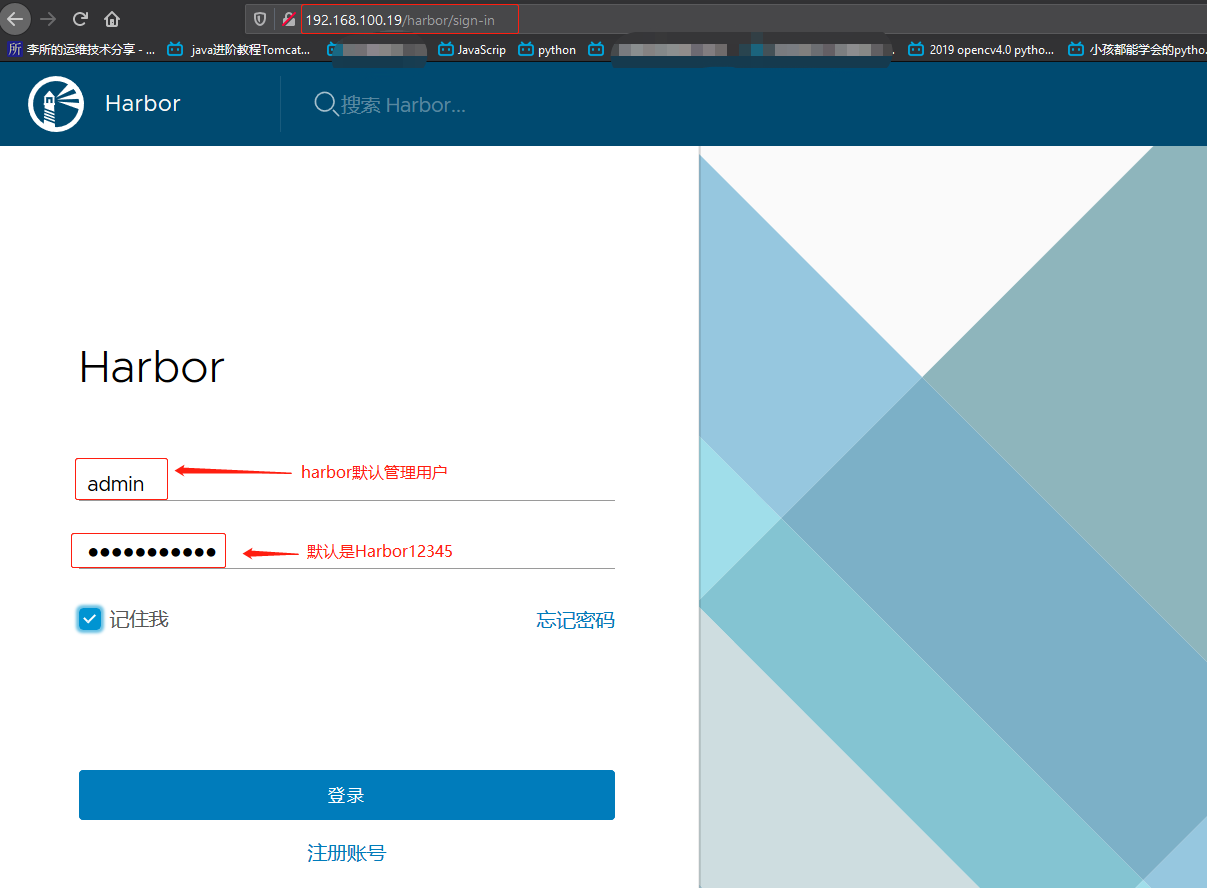 192.168.100.19/harbor/sign-in
所 李所的运维技术分享 - ... java进阶教程Tomcat... JavaScrip python 2019 opencv4.0 pytho... 小孩都能学会的pytho.
Harbor 搜索 Harbor...
Harbor
admin harbor默认管理用户
●●●●●●●●●●● 默认是Harbor12345
记住我 忘记密码
登录
注册账号